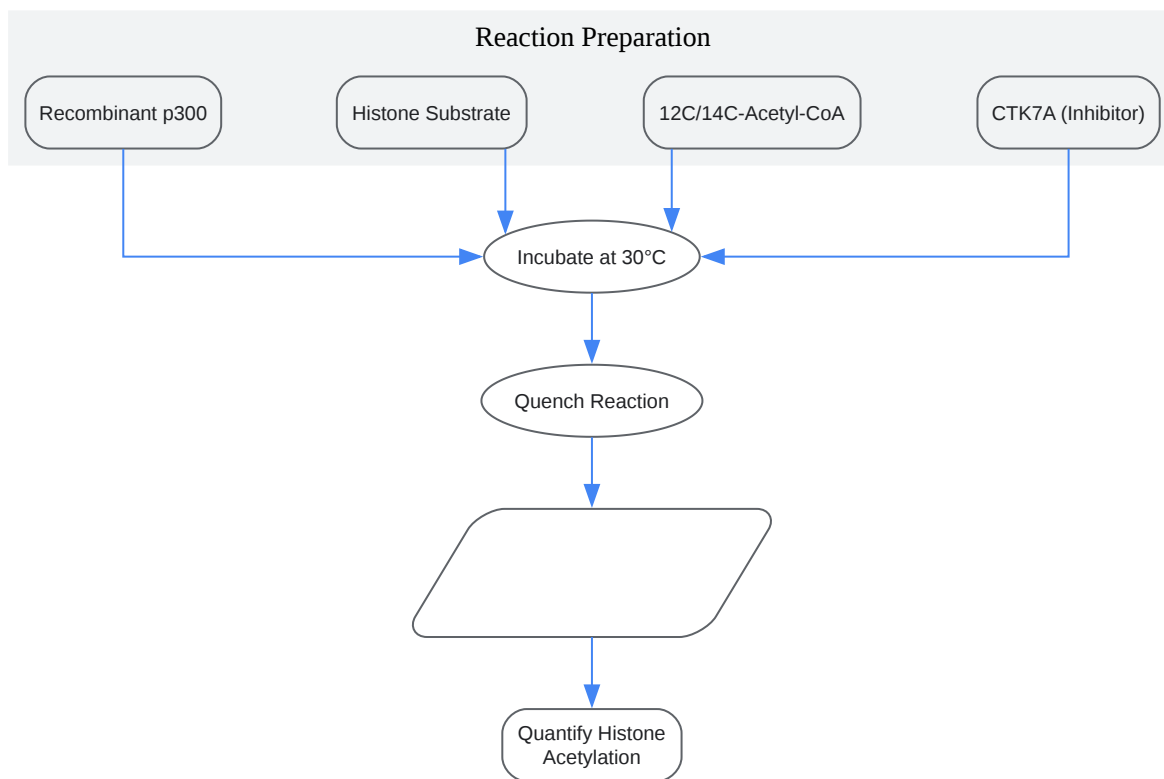 Reaction Preparation
Recombinant p300
Histone Substrate
12C/14C-Acetyl-CoA
CTK7A (Inhibitor)
Incubate at 30°C
Quench Reaction
Quantify Histone
Acetylation